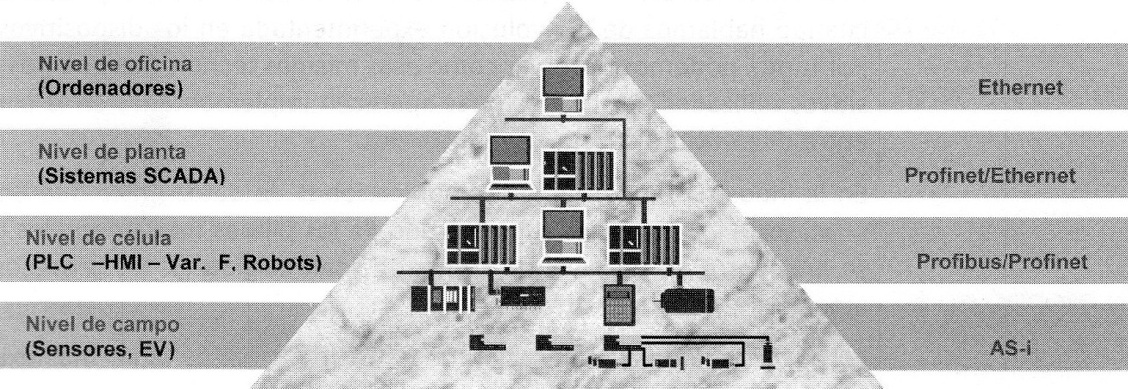 Nivel de oficina
(Ordenadores)
Ethernet
Nivel de planta
(Sistemas SCADA)
Profinet/Ethernet
Nivel de célula
(PLC –HMI – Var. F, Robots)
Profibus/Profinet
Nivel de campo
(Sensores, EV)
AS-i